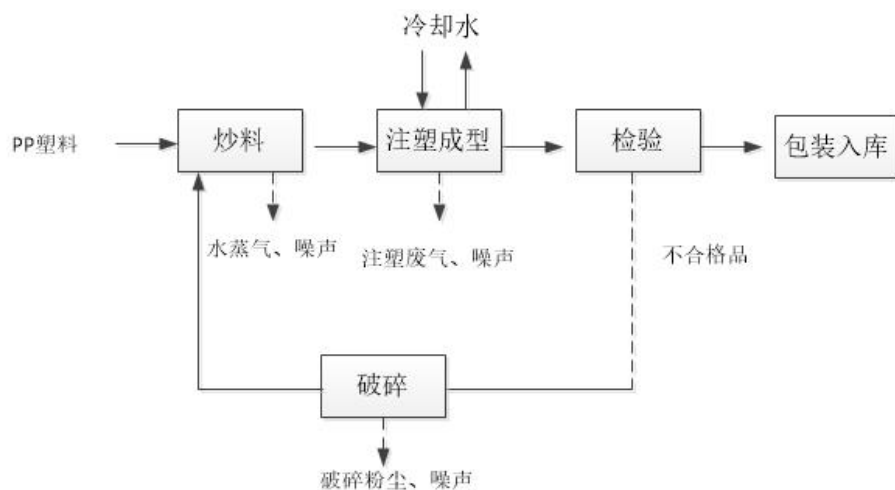 冷却水
PP塑料
炒料
注塑成型
检验
包装入库
水蒸气、噪声
注塑废气、噪声
不合格品
破碎
破碎粉尘、噪声